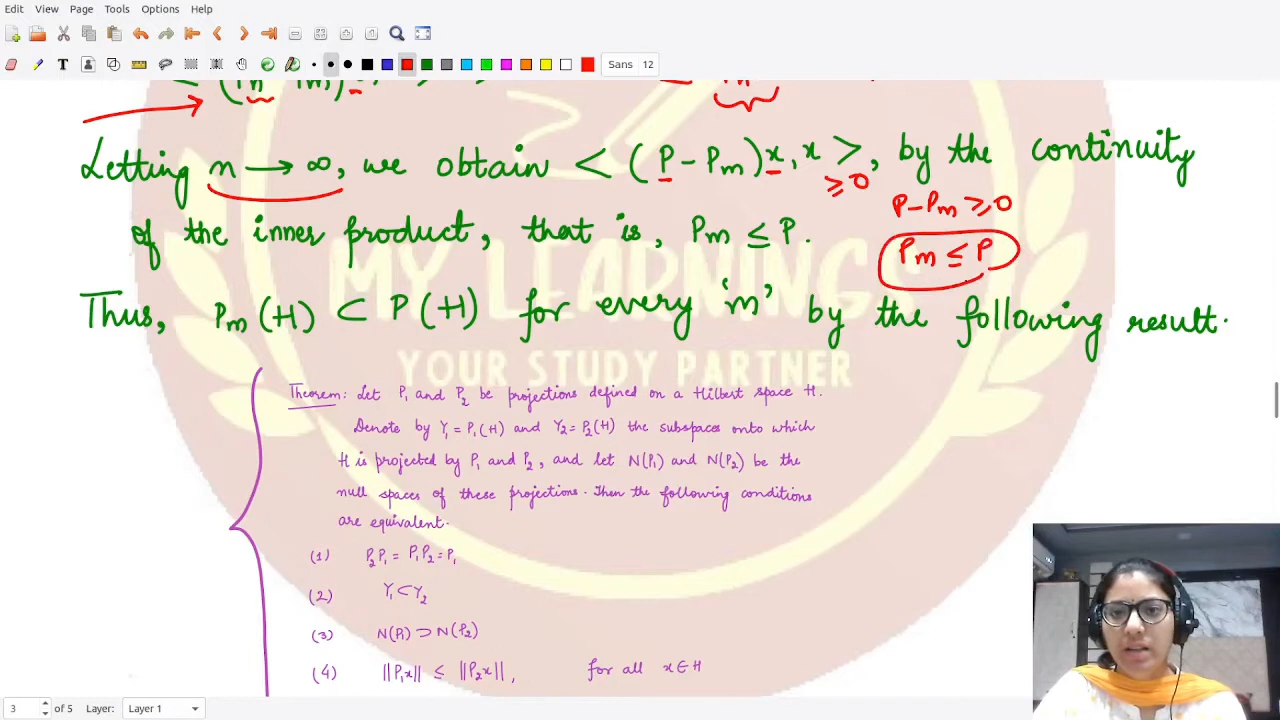 Edit View Page Tools Options Help
Sans 12
Letting n → ∞, we obtain < (P - Pm)x, x >, by the continuity
≥ 0
P - Pm ≥ 0
of the inner product, that is, Pm ≤ P.
Pm ≤ P
Thus, Pm (H) ⊂ P (H) for every 'm' by the following result.
MY LEARNINGS
YOUR STUDY PARTNER
Theorem: Let P₁ and P₂ be projections defined on a Hilbert space H.
Denote by Y₁ = P₁(H) and Y₂ = P₂(H) the subspaces onto which
H is projected by P₁ and P₂, and let N(P₁) and N(P₂) be the
null spaces of these projections. Then the following conditions
are equivalent.
(1) P₂P₁ = P₁P₂ = P₁
(2) Y₁ ⊂ Y₂
(3) N(P₁) ⊃ N(P₂)
(4) ||P₁x|| ≤ ||P₂x||, for all x ∈ H
3 of 5 Layer: Layer 1